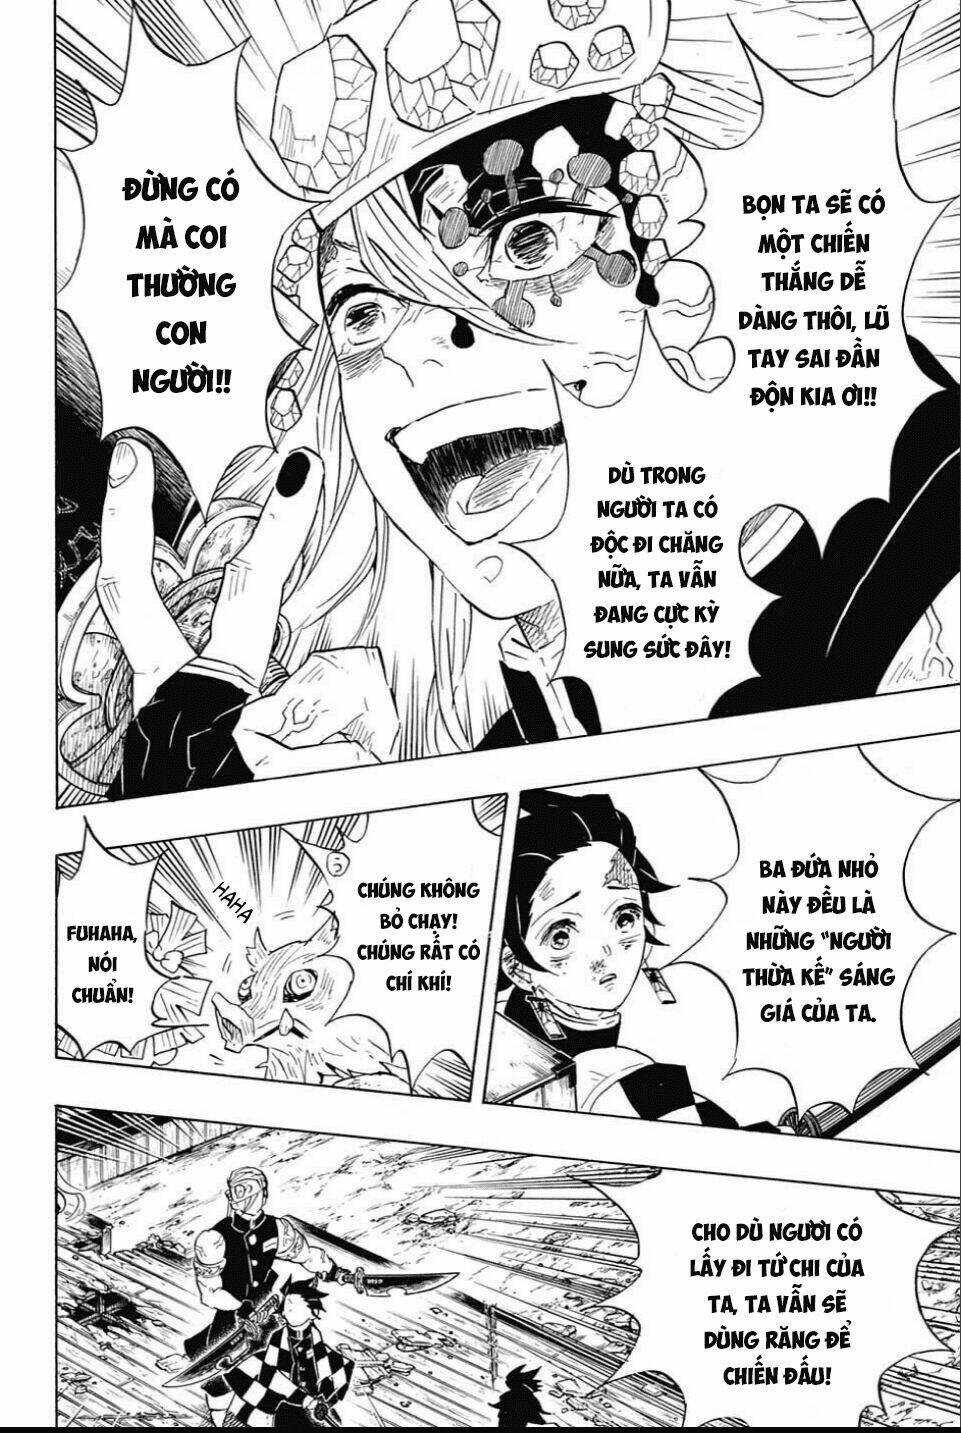 BỌN TA SẼ CÓ
MỘT CHIẾN
THẮNG DỄ
DÀNG THÔI, LŨ
TAY SAI ĐẦN
ĐỘN KIA ƠI!!
DÙ TRONG
NGƯỜI TA CÓ
ĐỘC ĐI CHĂNG
NỮA, TA VẪN
ĐANG CỰC KỲ
SUNG SỨC ĐÂY!
ĐỪNG CÓ
MÀ COI
THƯỜNG
CON
NGƯỜI!!
BA ĐỨA NHỎ
NÀY ĐỀU LÀ
NHỮNG "NGƯỜI
THỪA KẾ" SÁNG
GIÁ CỦA TA.
CHÚNG KHÔNG
BỎ CHẠY!
CHÚNG RẤT CÓ
CHÍ KHÍ!
う
HAHA
FUHAHA,
NÓI
CHUẨN!
CHO DÙ NGƯƠI CÓ
LẤY ĐI TỨ CHI CỦA
TA, TA VẪN SẼ
DÙNG RĂNG ĐỂ
CHIẾN ĐẤU!